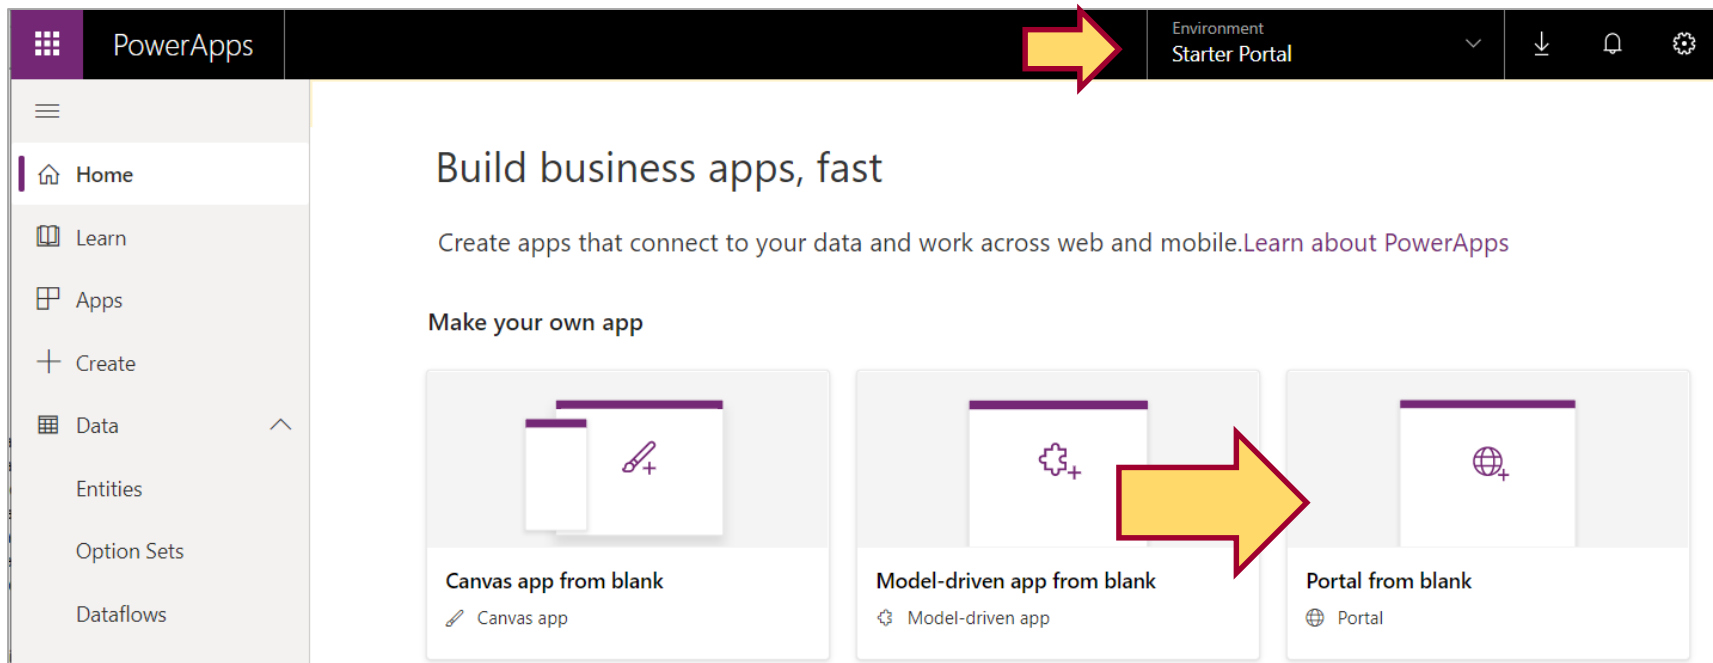 PowerApps
Environment
Starter Portal
Home
Learn
Apps
Create
Data
Entities
Option Sets
Dataflows
Build business apps, fast
Create apps that connect to your data and work across web and mobile.Learn about PowerApps
Make your own app
Canvas app from blank
Canvas app
Model-driven app from blank
Model-driven app
Portal from blank
Portal